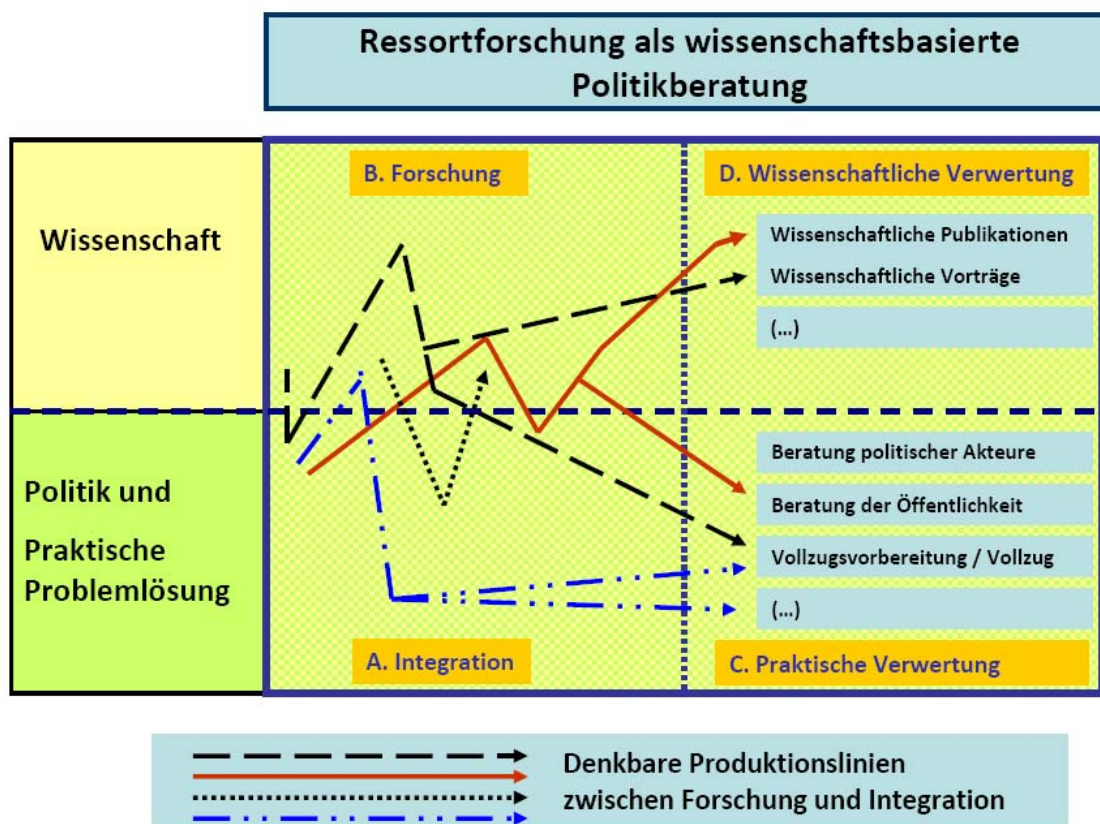 Ressortforschung als wissenschaftsbasierte
Politikberatung
Wissenschaft
B. Forschung
D. Wissenschaftliche Verwertung
Wissenschaftliche Publikationen
Wissenschaftliche Vorträge
(...)
Politik und
Praktische
Problemlösung
Beratung politischer Akteure
Beratung der Öffentlichkeit
Vollzugsvorbereitung / Vollzug
(...)
A. Integration
C. Praktische Verwertung
Denkbare Produktionslinien
zwischen Forschung und Integration